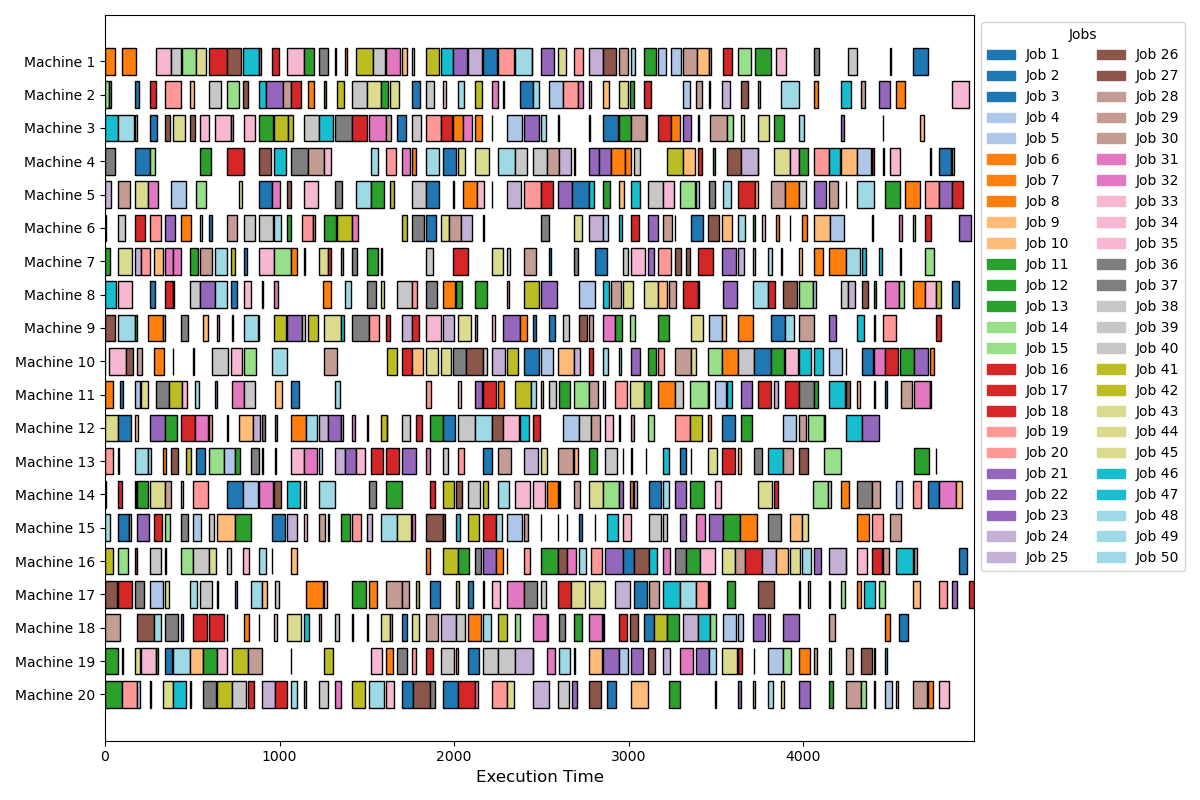 Machine 1
Machine 2
Machine 3
Machine 4
Machine 5
Machine 6
Machine 7
Machine 8
Machine 9
Machine 10
Machine 11
Machine 12
Machine 13
Machine 14
Machine 15
Machine 16
Machine 17
Machine 18
Machine 19
Machine 20
0 1000 2000 3000 4000
Execution Time
Jobs
Job 1 Job 26
Job 2 Job 27
Job 3 Job 28
Job 4 Job 29
Job 5 Job 30
Job 6 Job 31
Job 7 Job 32
Job 8 Job 33
Job 9 Job 34
Job 10 Job 35
Job 11 Job 36
Job 12 Job 37
Job 13 Job 38
Job 14 Job 39
Job 15 Job 40
Job 16 Job 41
Job 17 Job 42
Job 18 Job 43
Job 19 Job 44
Job 20 Job 45
Job 21 Job 46
Job 22 Job 47
Job 23 Job 48
Job 24 Job 49
Job 25 Job 50